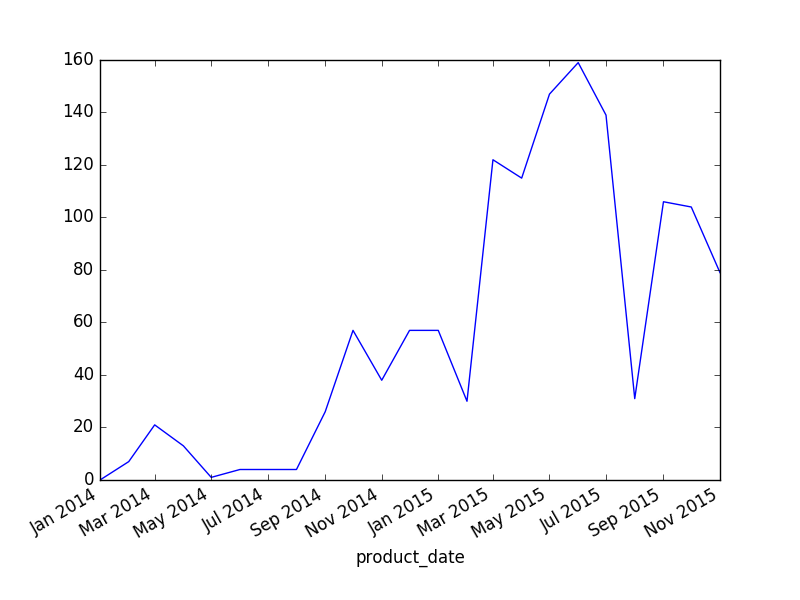 160
140
120
100
80
60
40
20
0
Jan 2014
Mar 2014
May 2014
Jul 2014
Sep 2014
Nov 2014
Jan 2015
Mar 2015
May 2015
Jul 2015
Sep 2015
Nov 2015
product_date